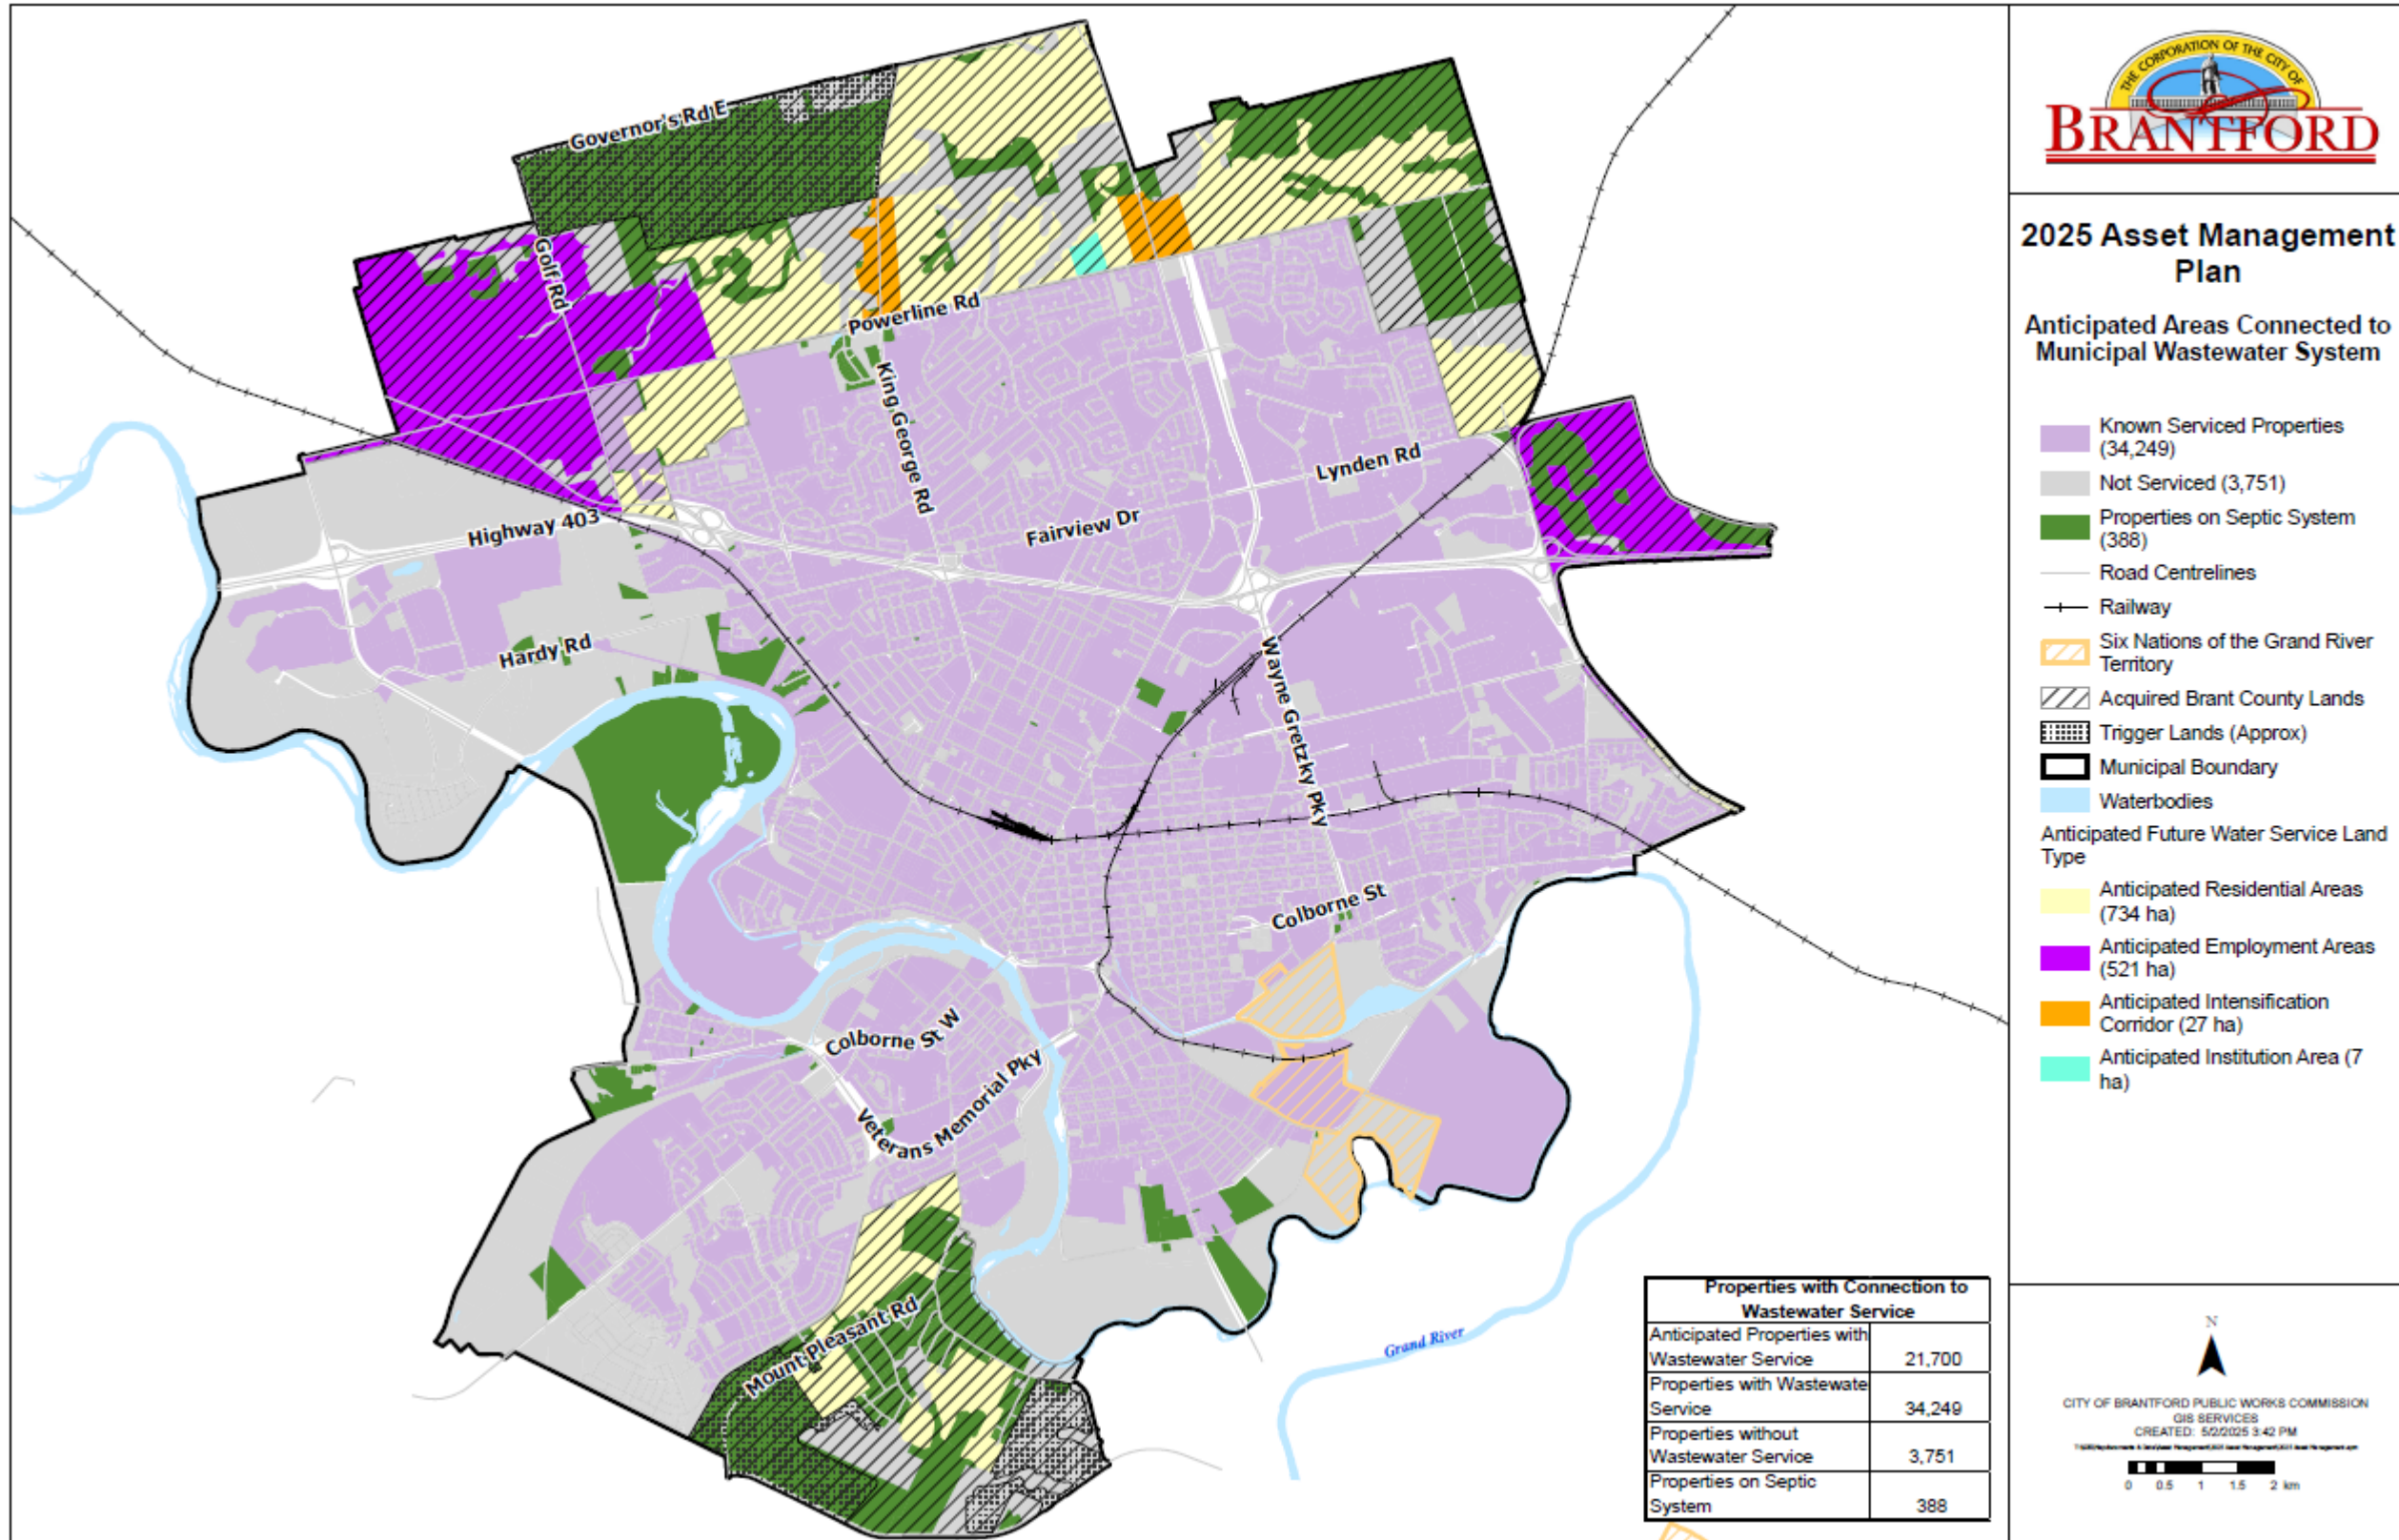 THE CORPORATION OF THE CITY OF
BRANTFORD
2025 Asset Management
Plan
Anticipated Areas Connected to
Municipal Wastewater System
Known Serviced Properties
(34,249)
Not Serviced (3,751)
Properties on Septic System
(388)
Road Centrelines
Railway
Six Nations of the Grand River
Territory
Acquired Brant County Lands
Trigger Lands (Approx)
Municipal Boundary
Waterbodies
Anticipated Future Water Service Land
Type
Anticipated Residential Areas
(734 ha)
Anticipated Employment Areas
(521 ha)
Anticipated Intensification
Corridor (27 ha)
Anticipated Institution Area (7
ha)
N
CITY OF BRANTFORD PUBLIC WORKS COMMISSION
GIS SERVICES
CREATED: 5/2/2025 3:42 PM
0 0.5 1 1.5 2 km
Governor's Rd E
Golf Rd
Powerline Rd
King George Rd
Lynden Rd
Fairview Dr
Highway 403
Hardy Rd
Wayne Gretzky Pky
Colborne St
Colborne St W
Veterans Memorial Pky
Mount Pleasant Rd
Grand River
Properties with Connection to
Wastewater Service
Anticipated Properties with
Wastewater Service 21,700
Properties with Wastewate
Service 34,249
Properties without
Wastewater Service 3,751
Properties on Septic
System 388